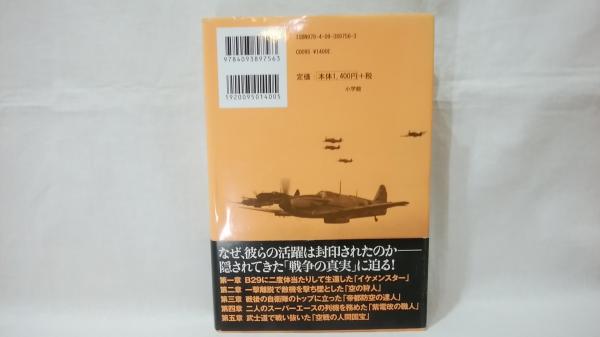 ISBN978-4-09-389756-3
C0095 ¥1400E
定価 本体1,400円+税
小学館
9784093897563
1920095014005
なぜ、彼らの活躍は封印されたのか――
隠されてきた「戦争の真実」に迫る！
第一章 B29に二度体当たりして生還した「イケメンスター」
第二章 一撃離脱で敵機を撃ち墜とした「空の狩人」
第三章 戦後の自衛隊のトップに立った「帝都防空の達人」
第四章 二人のスーパーエースの列機を務めた「紫電改の職人」
第五章 武士道で戦い抜いた「空戦の人間国宝」